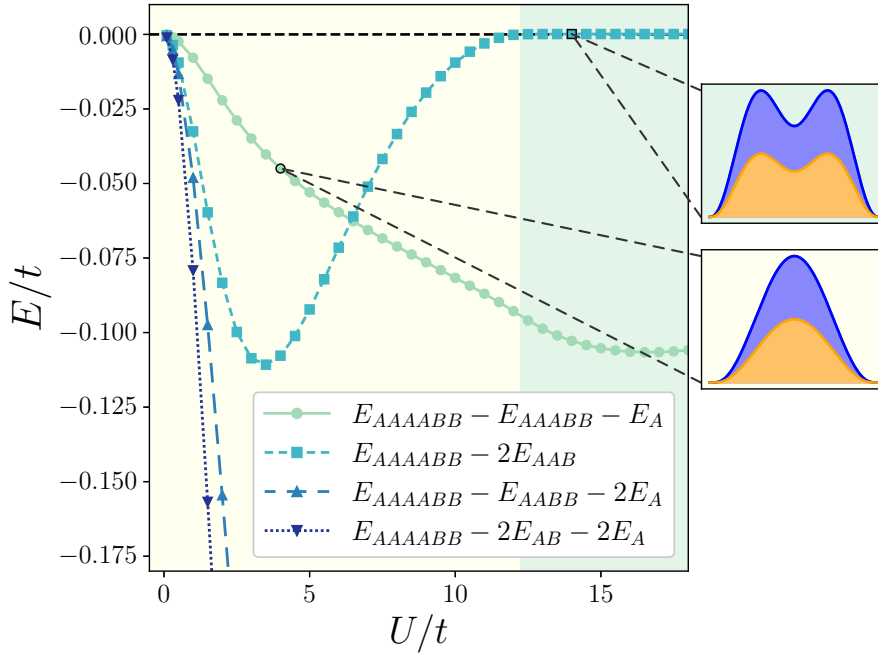 0.000
−0.025
−0.050
−0.075
−0.100
−0.125
−0.150
−0.175
E/t
0
5
10
15
U/t
E_{AAAABB} − E_{AAABB} − E_A
E_{AAAABB} − 2E_{AAB}
E_{AAAABB} − E_{AABB} − 2E_A
E_{AAAABB} − 2E_{AB} − 2E_A